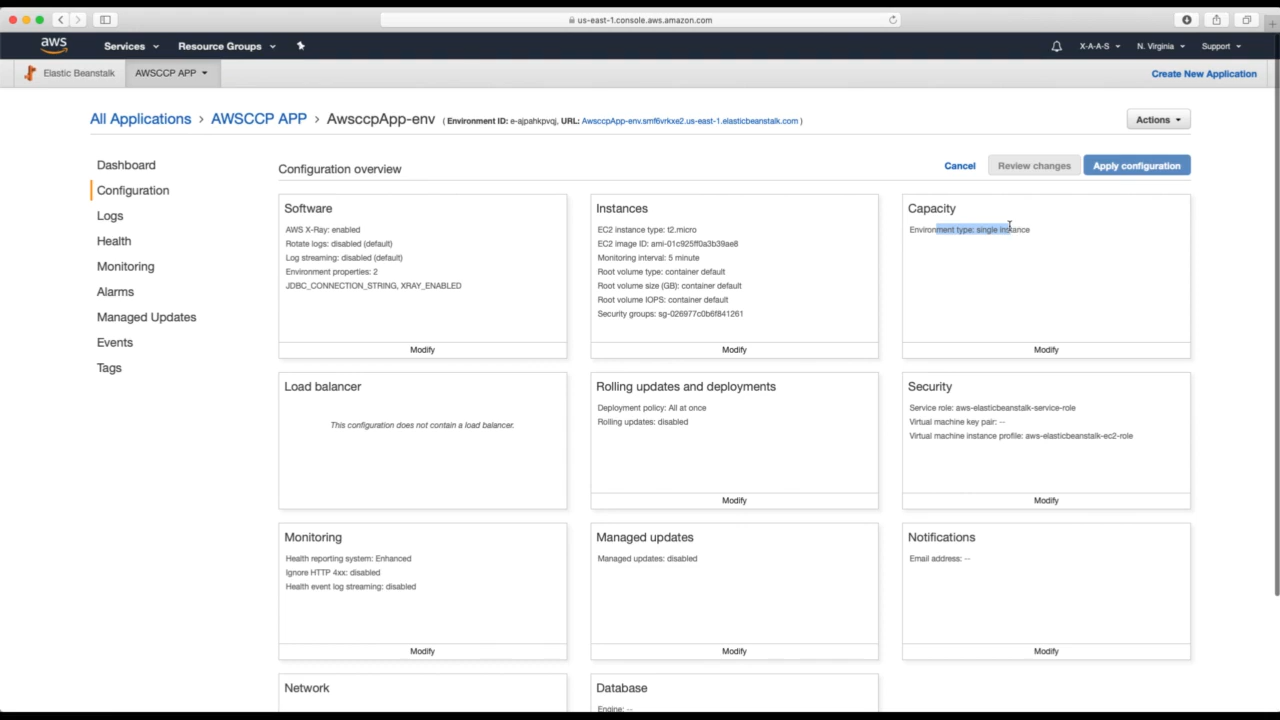 us-east-1.console.aws.amazon.com
aws
Services
Resource Groups
X-A-A-S
N. Virginia
Support
Elastic Beanstalk
AWSCCP APP
Create New Application
All Applications > AWSCCP APP > AwsccpApp-env ( Environment ID: e-ajpahkpvqj, URL: AwsccpApp-env.smf6vrkxe2.us-east-1.elasticbeanstalk.com )
Actions
Dashboard
Configuration
Logs
Health
Monitoring
Alarms
Managed Updates
Events
Tags
Configuration overview
Cancel
Review changes
Apply configuration
Software
AWS X-Ray: enabled
Rotate logs: disabled (default)
Log streaming: disabled (default)
Environment properties: 2
JDBC_CONNECTION_STRING, XRAY_ENABLED
Modify
Instances
EC2 instance type: t2.micro
EC2 image ID: ami-01c925ff0a3b39ae8
Monitoring interval: 5 minute
Root volume type: container default
Root volume size (GB): container default
Root volume IOPS: container default
Security groups: sg-026977c0b6f841261
Modify
Capacity
Environment type: single instance
Modify
Load balancer
This configuration does not contain a load balancer.
Rolling updates and deployments
Deployment policy: All at once
Rolling updates: disabled
Modify
Security
Service role: aws-elasticbeanstalk-service-role
Virtual machine key pair: --
Virtual machine instance profile: aws-elasticbeanstalk-ec2-role
Modify
Monitoring
Health reporting system: Enhanced
Ignore HTTP 4xx: disabled
Health event log streaming: disabled
Modify
Managed updates
Managed updates: disabled
Modify
Notifications
Email address: --
Modify
Network
Database
Engine: --